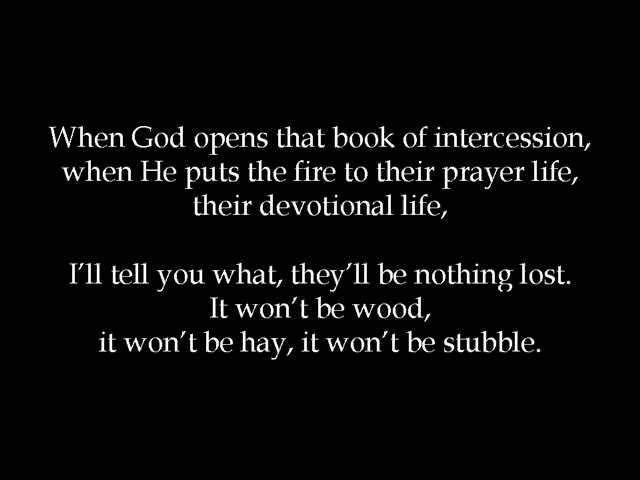 When God opens that book of intercession,
when He puts the fire to their prayer life,
their devotional life,
I’ll tell you what, they’ll be nothing lost.
It won’t be wood,
it won’t be hay, it won’t be stubble.